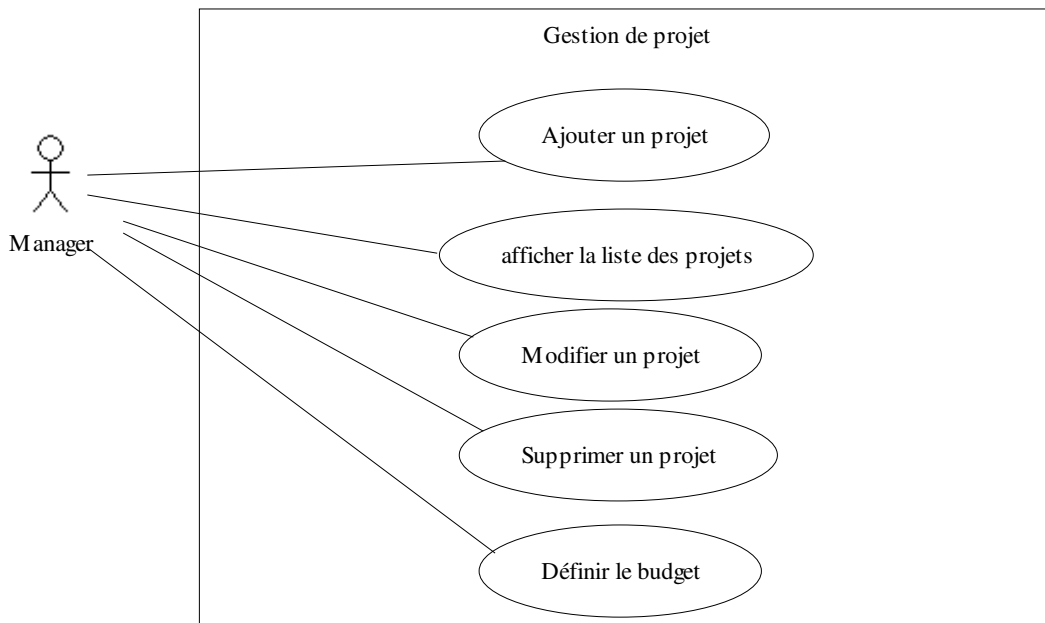 Gestion de projet
Ajouter un projet
Manager
afficher la liste des projets
Modifier un projet
Supprimer un projet
Définir le budget